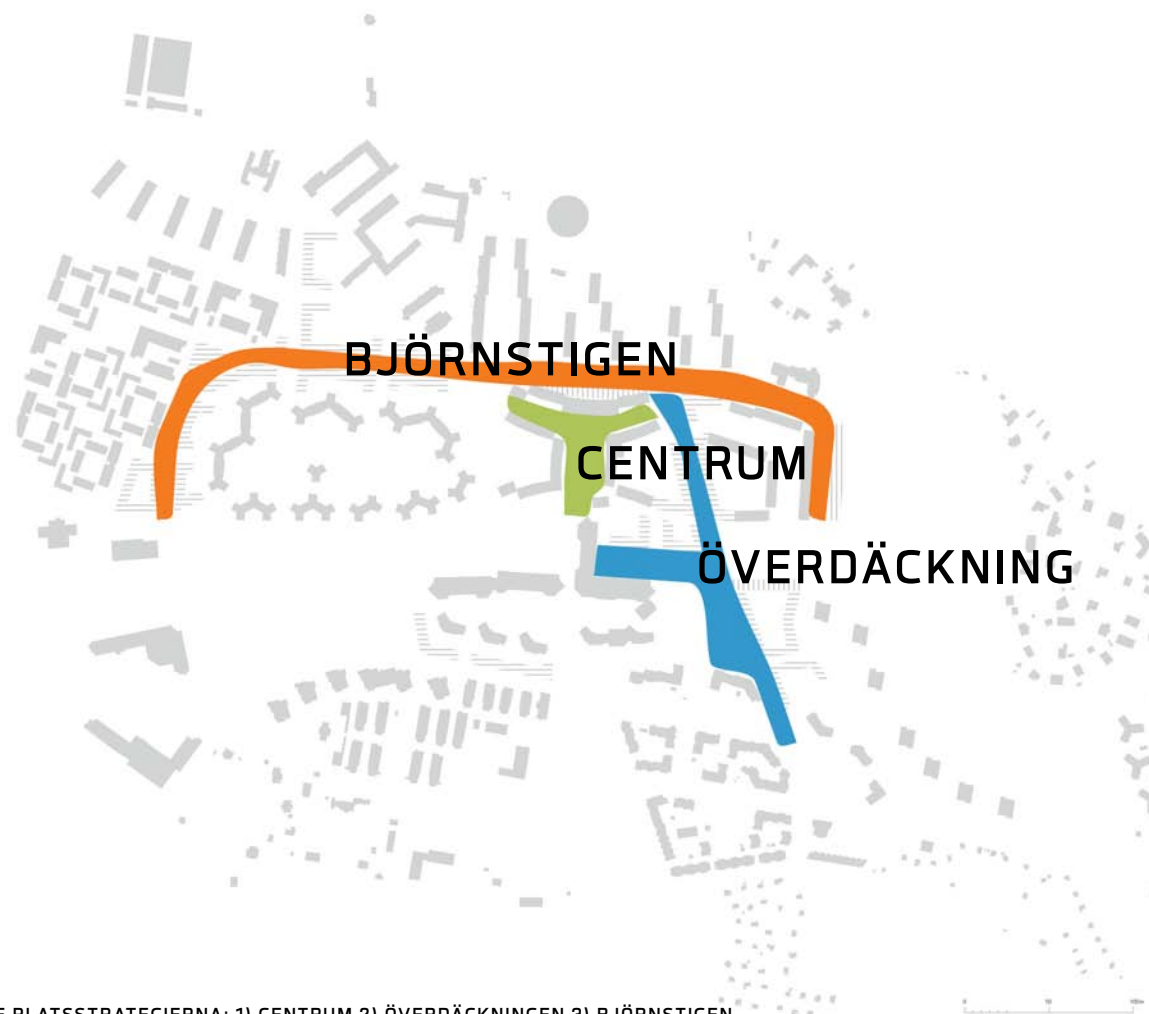 BJÖRNSTIGEN
CENTRUM
ÖVERDÄCKNING
PLATSSTRATEGIERNA: 1) CENTRUM 2) ÖVERDÄCKNINGEN 3) BJÖRNSTIGEN